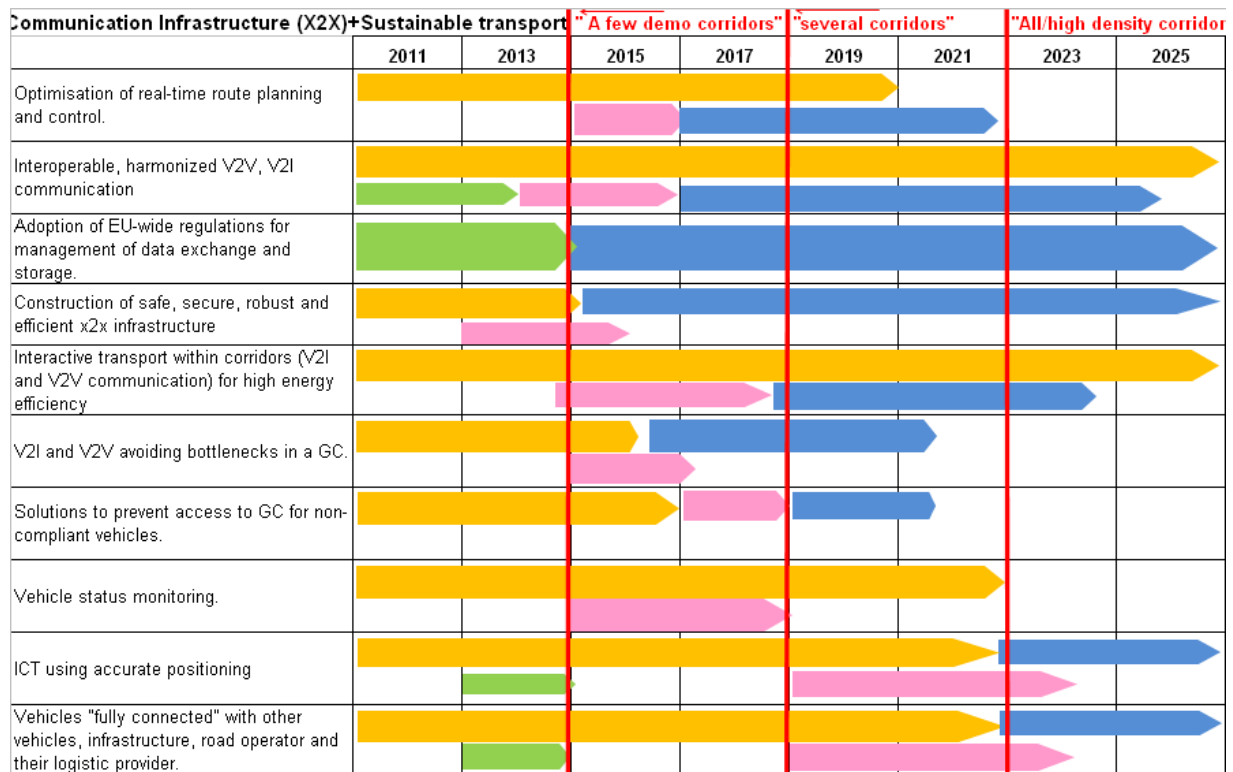 Communication Infrastructure (X2X)+Sustainable transport "A few demo corridors" "several corridors" "All/high density corridor
2011 2013 2015 2017 2019 2021 2023 2025
Optimisation of real-time route planning
and control.
Interoperable, harmonized V2V, V2I
communication
Adoption of EU-wide regulations for
management of data exchange and
storage.
Construction of safe, secure, robust and
efficient x2x infrastructure
Interactive transport within corridors (V2I
and V2V communication) for high energy
efficiency
V2I and V2V avoiding bottlenecks in a GC.
Solutions to prevent access to GC for non-
compliant vehicles.
Vehicle status monitoring.
ICT using accurate positioning
Vehicles "fully connected" with other
vehicles, infrastructure, road operator and
their logistic provider.